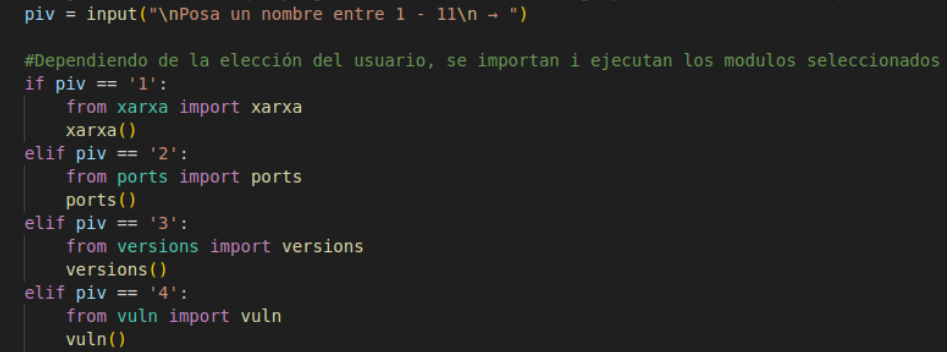 piv = input("\nPosa un nombre entre 1 - 11\n → ")
#Dependiendo de la elección del usuario, se importan i ejecutan los modulos seleccionados
if piv == '1':
    from xarxa import xarxa
    xarxa()
elif piv == '2':
    from ports import ports
    ports()
elif piv == '3':
    from versions import versions
    versions()
elif piv == '4':
    from vuln import vuln
    vuln()